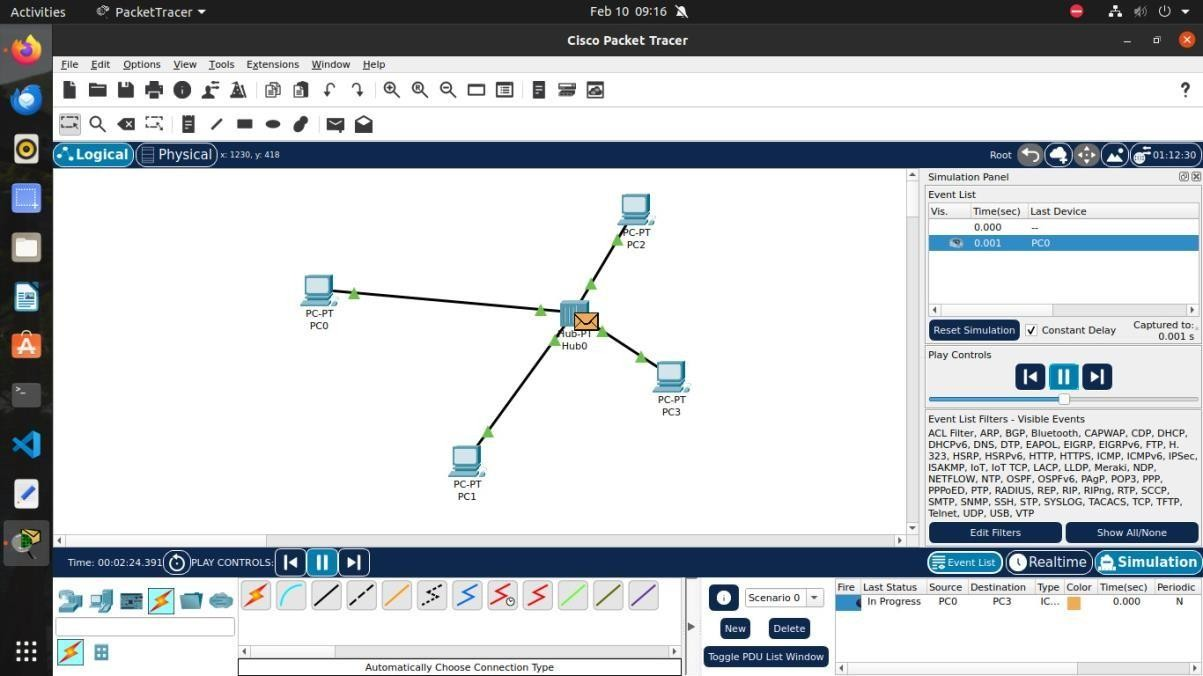 Activities PacketTracer Feb 10 09:16
Cisco Packet Tracer
File Edit Options View Tools Extensions Window Help
?
Logical Physical x: 1230, y: 418 Root 01:12:30
Simulation Panel
Event List
Vis. Time(sec) Last Device
0.000 --
0.001 PC0
Reset Simulation Constant Delay Captured to:
0.001 s
Play Controls
Event List Filters - Visible Events
ACL Filter, ARP, BGP, Bluetooth, CAPWAP, CDP, DHCP,
DHCPv6, DNS, DTP, EAPOL, EIGRP, EIGRPv6, FTP, H.
323, HSRP, HSRPv6, HTTP, HTTPS, ICMP, ICMPv6, IPSec,
ISAKMP, IoT, IoT TCP, LACP, LLDP, Meraki, NDP,
NETFLOW, NTP, OSPF, OSPFv6, PAgP, POP3, PPP,
PPPoED, PTP, RADIUS, REP, RIP, RIPng, RTP, SCCP,
SMTP, SNMP, SSH, STP, SYSLOG, TACACS, TCP, TFTP,
Telnet, UDP, USB, VTP
Edit Filters Show All/None
PC-PT
PC2
PC-PT
PC0
Hub-PT
Hub0
PC-PT
PC3
PC-PT
PC1
Time: 00:02:24.391 PLAY CONTROLS: Event List Realtime Simulation
Scenario 0
New Delete
Toggle PDU List Window
Fire Last Status Source Destination Type Color Time(sec) Periodic
In Progress PC0 PC3 IC... 0.000 N
Automatically Choose Connection Type